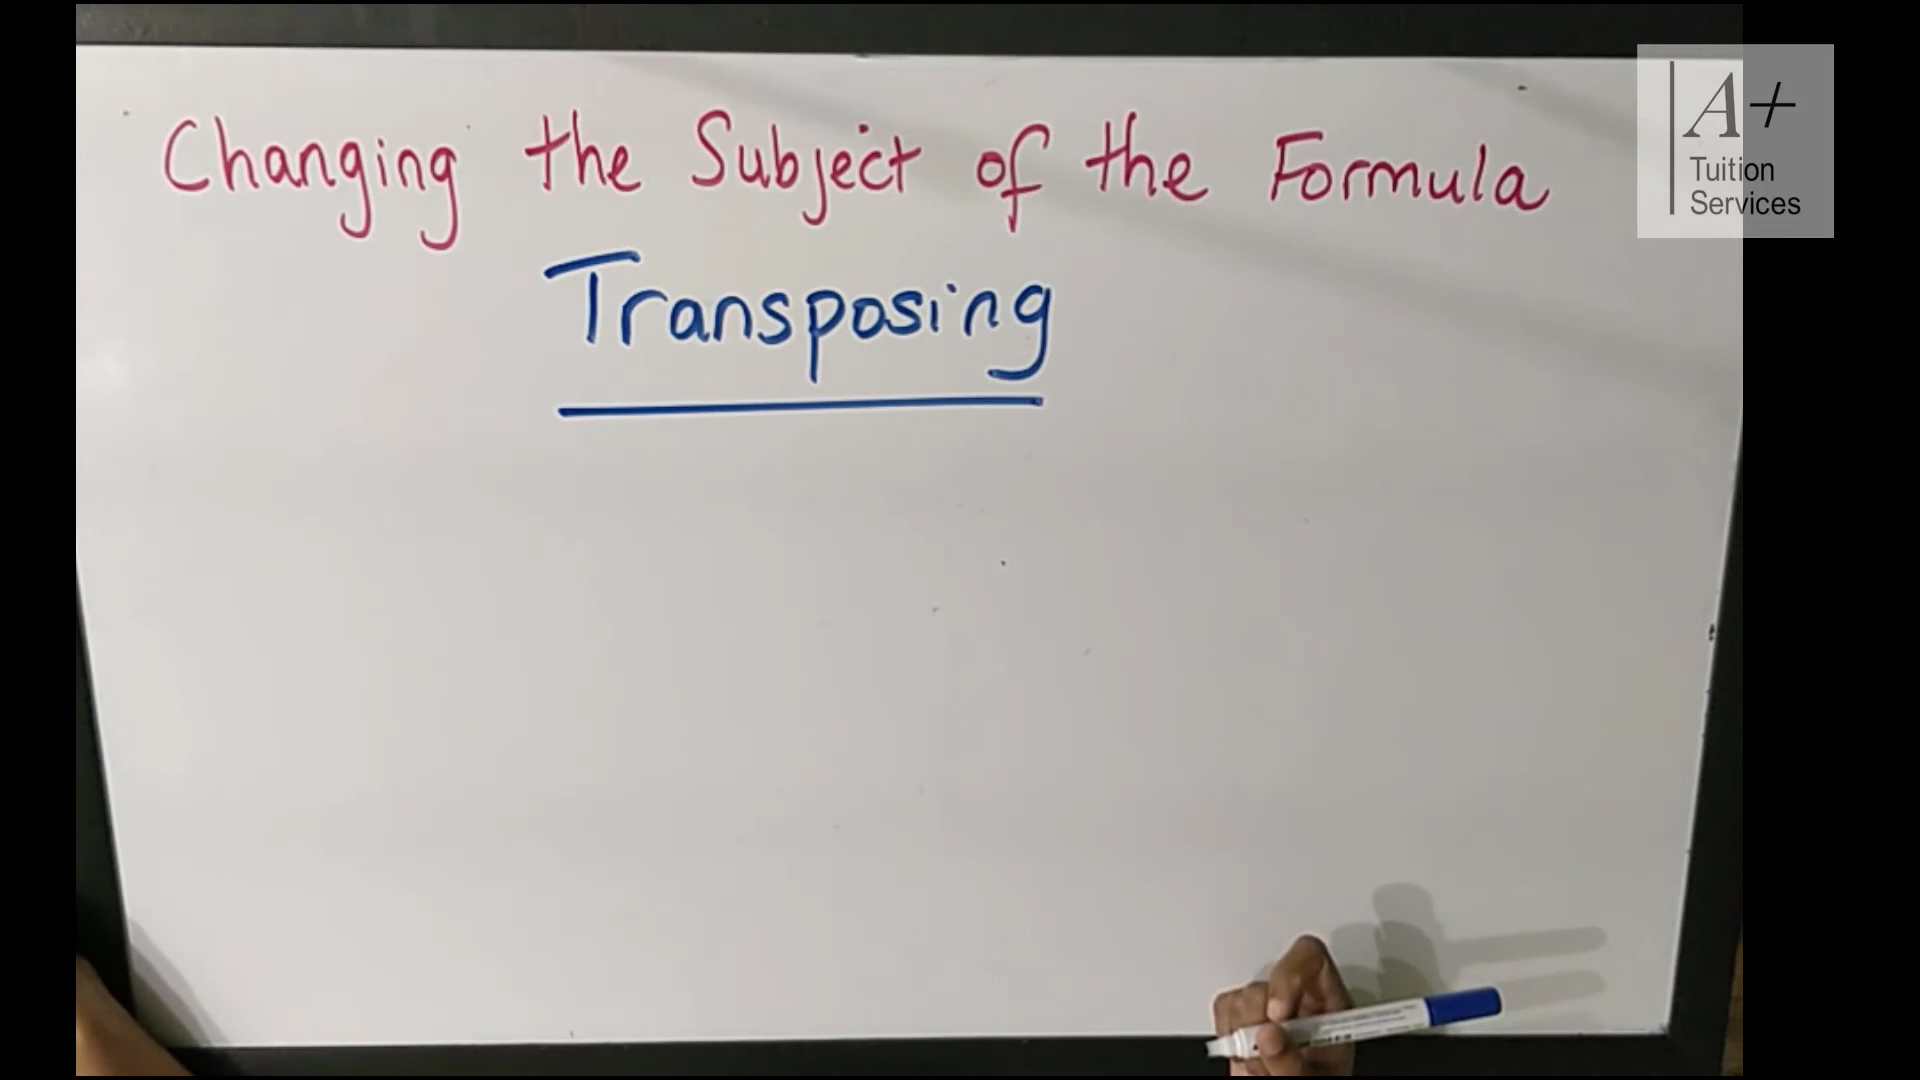 Changing the Subject of the Formula
Transposing
A+
Tuition
Services